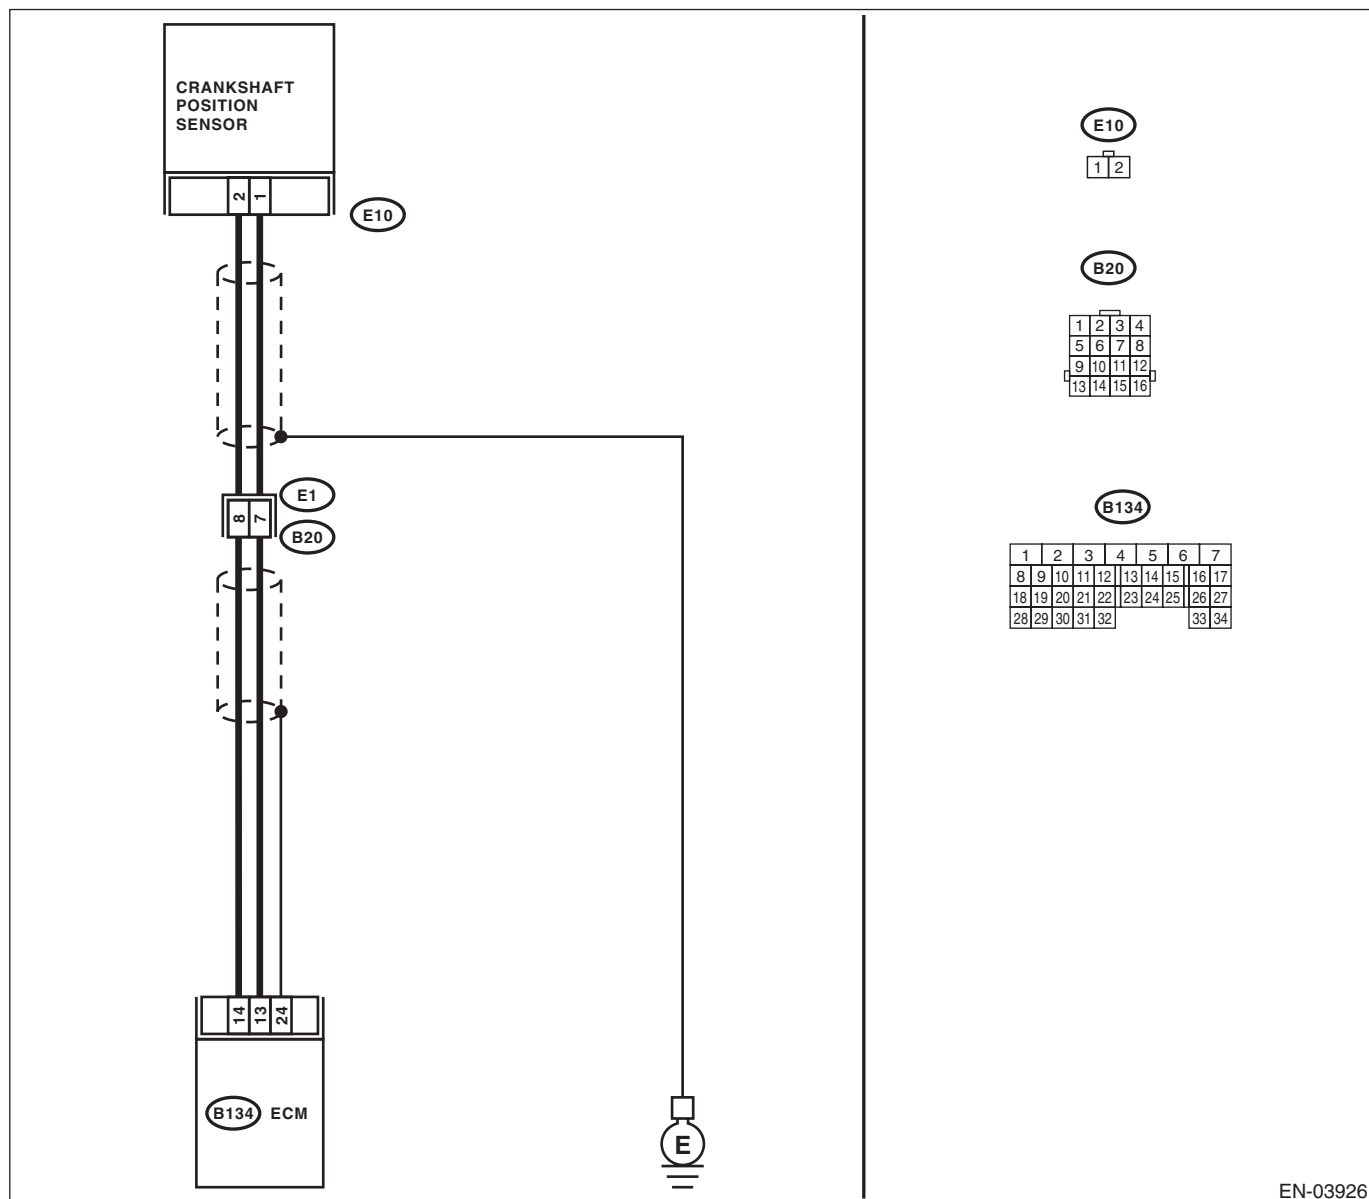 CRANKSHAFT
POSITION
SENSOR
2 1
E10
E1
8 7
B20
14 13 24
B134 ECM
E
E10
1 2
B20
1 2 3 4
5 6 7 8
9 10 11 12
13 14 15 16
B134
1 2 3 4 5 6 7
8 9 10 11 12 13 14 15 16 17
18 19 20 21 22 23 24 25 26 27
28 29 30 31 32 33 34
EN-03926